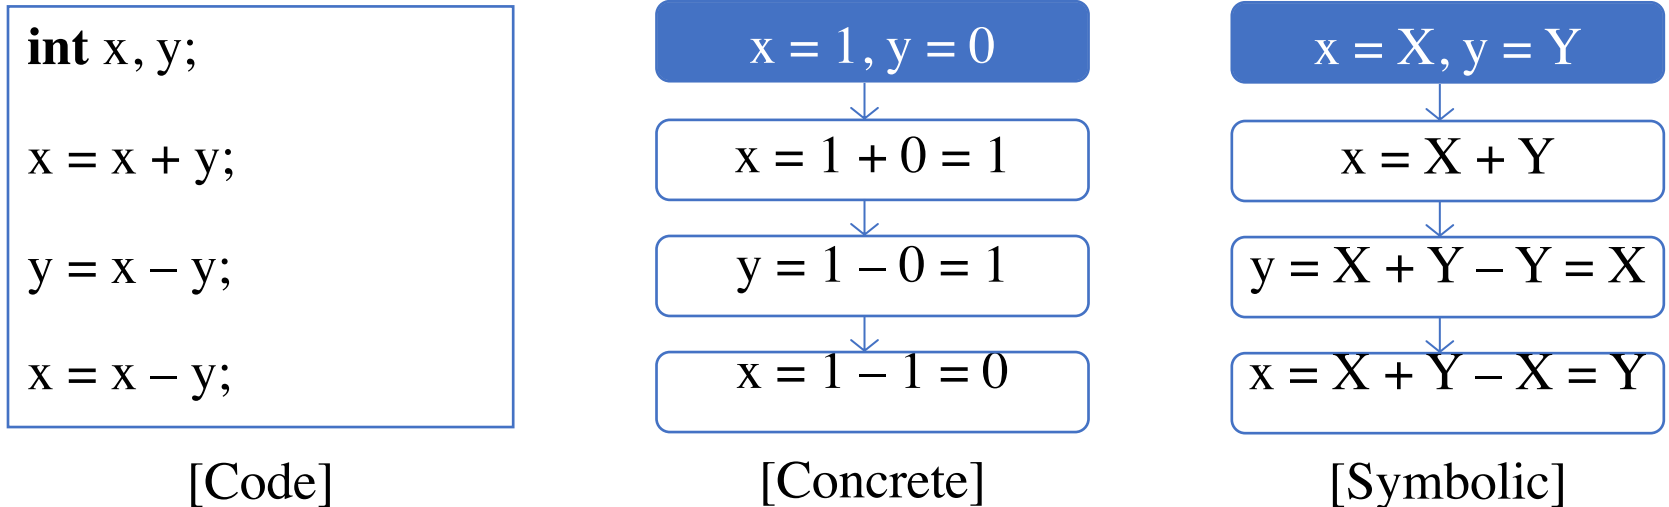 int x, y;
x = x + y;
y = x – y;
x = x – y;
[Code]
x = 1, y = 0
x = 1 + 0 = 1
y = 1 – 0 = 1
x = 1 – 1 = 0
[Concrete]
x = X, y = Y
x = X + Y
y = X + Y – Y = X
x = X + Y – X = Y
[Symbolic]